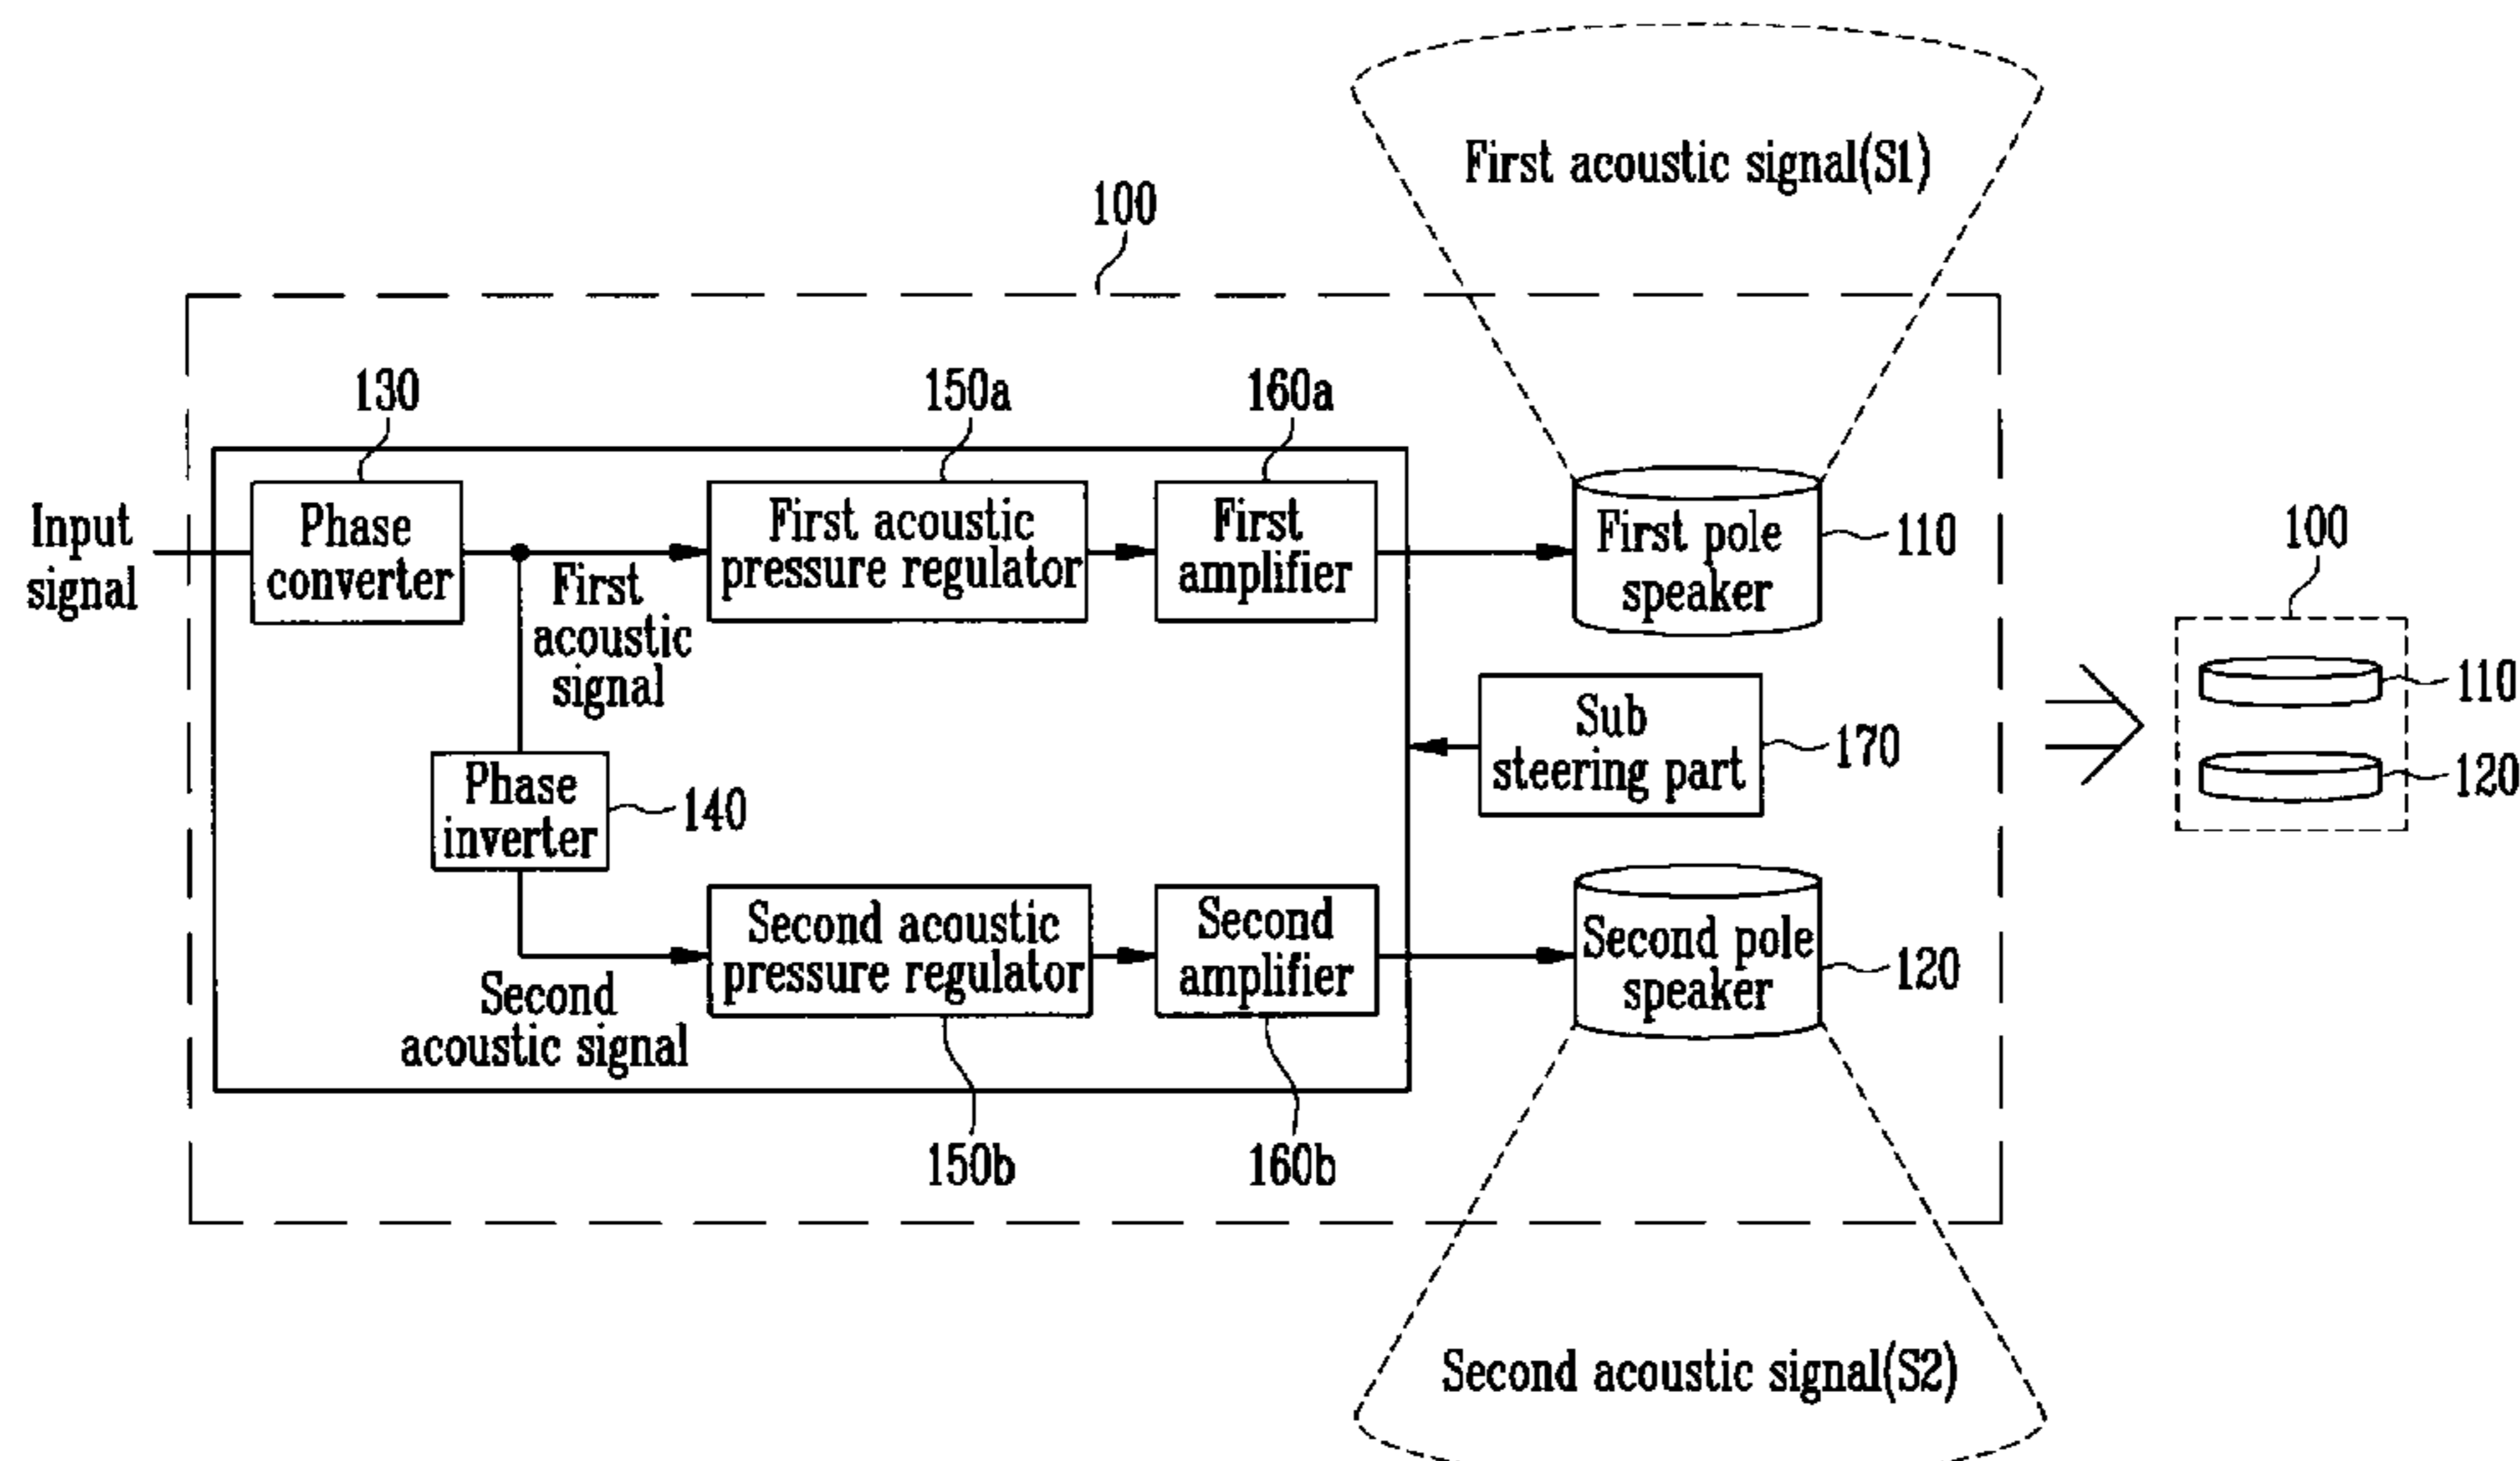 First acoustic signal(S1)
100
130
150a
160a
Input
signal
Phase
converter
First acoustic
pressure regulator
First
amplifier
First pole
speaker
110
First
acoustic
signal
100
110
120
Sub
steering part
170
Phase
inverter
140
Second acoustic
pressure regulator
Second
amplifier
Second pole
speaker
120
Second
acoustic signal
150b
160b
Second acoustic signal(S2)